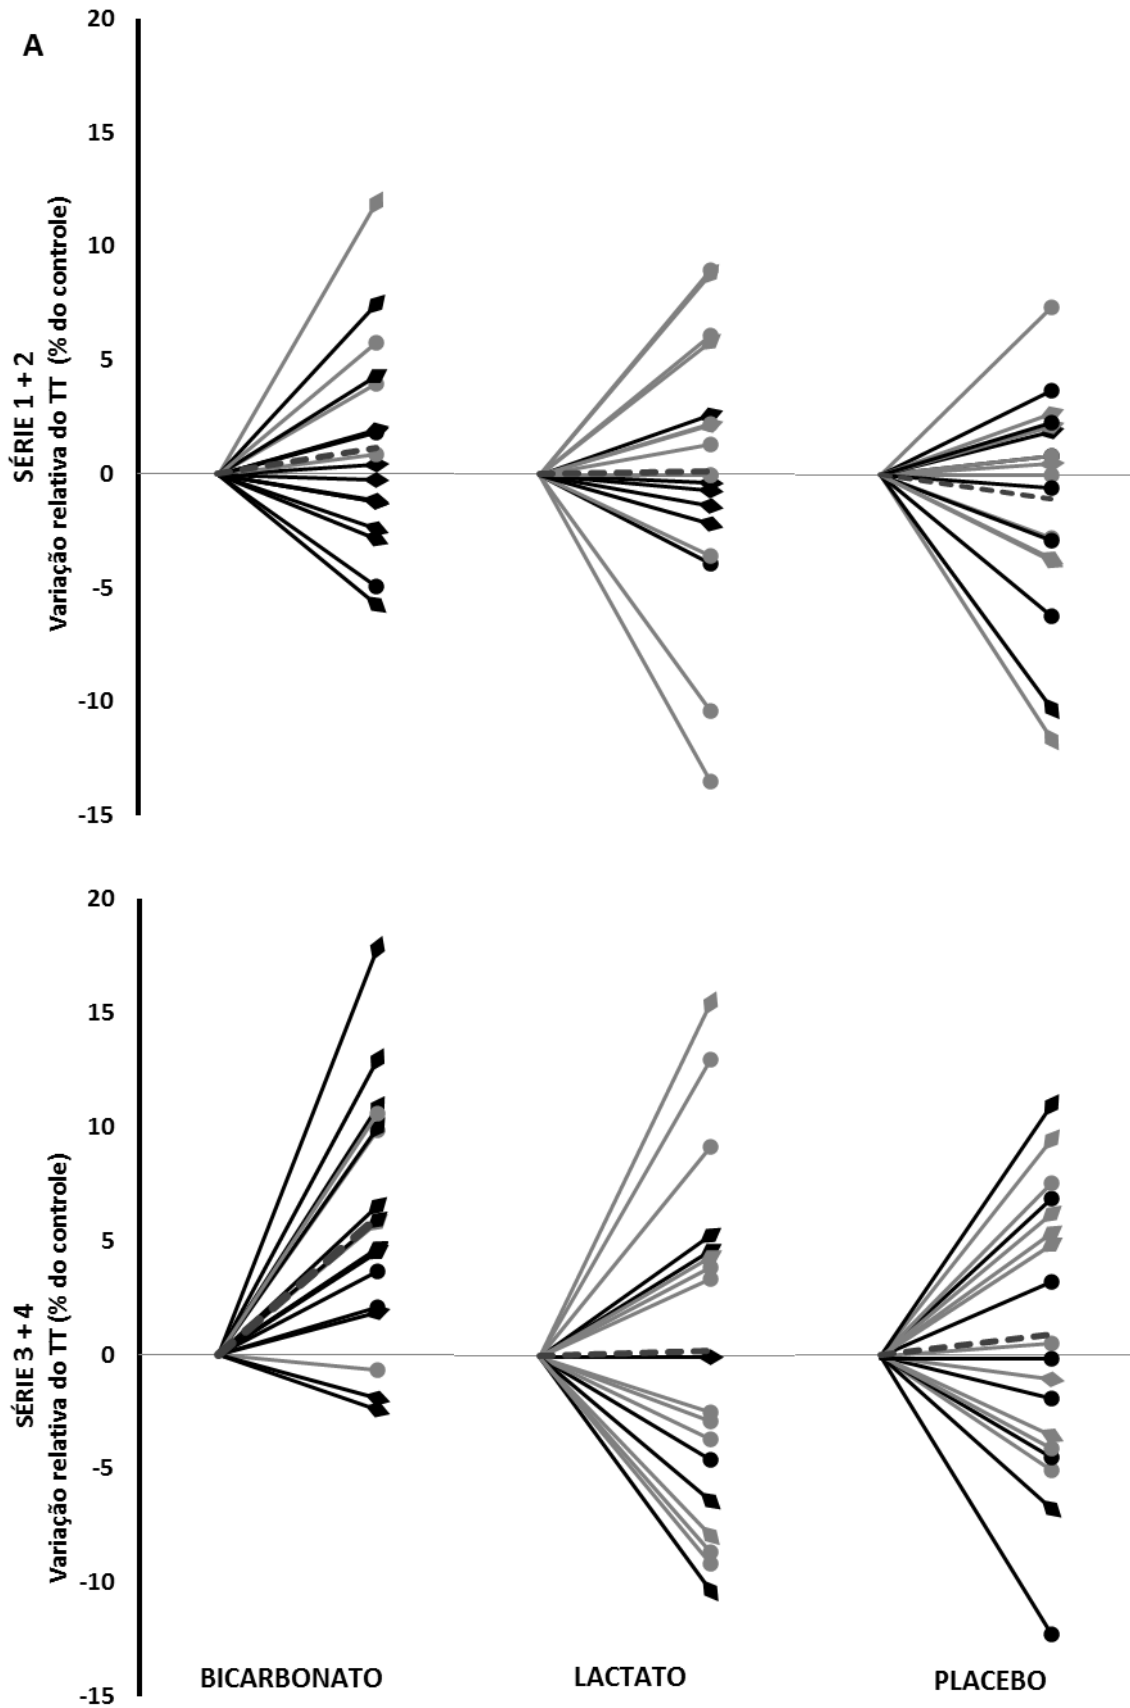 A
20
15
10
5
0
-5
-10
-15
SÉRIE 1 + 2
Variação relativa do TT (% do controle)
20
15
10
5
0
-5
-10
-15
SÉRIE 3 + 4
Variação relativa do TT (% do controle)
BICARBONATO
LACTATO
PLACEBO